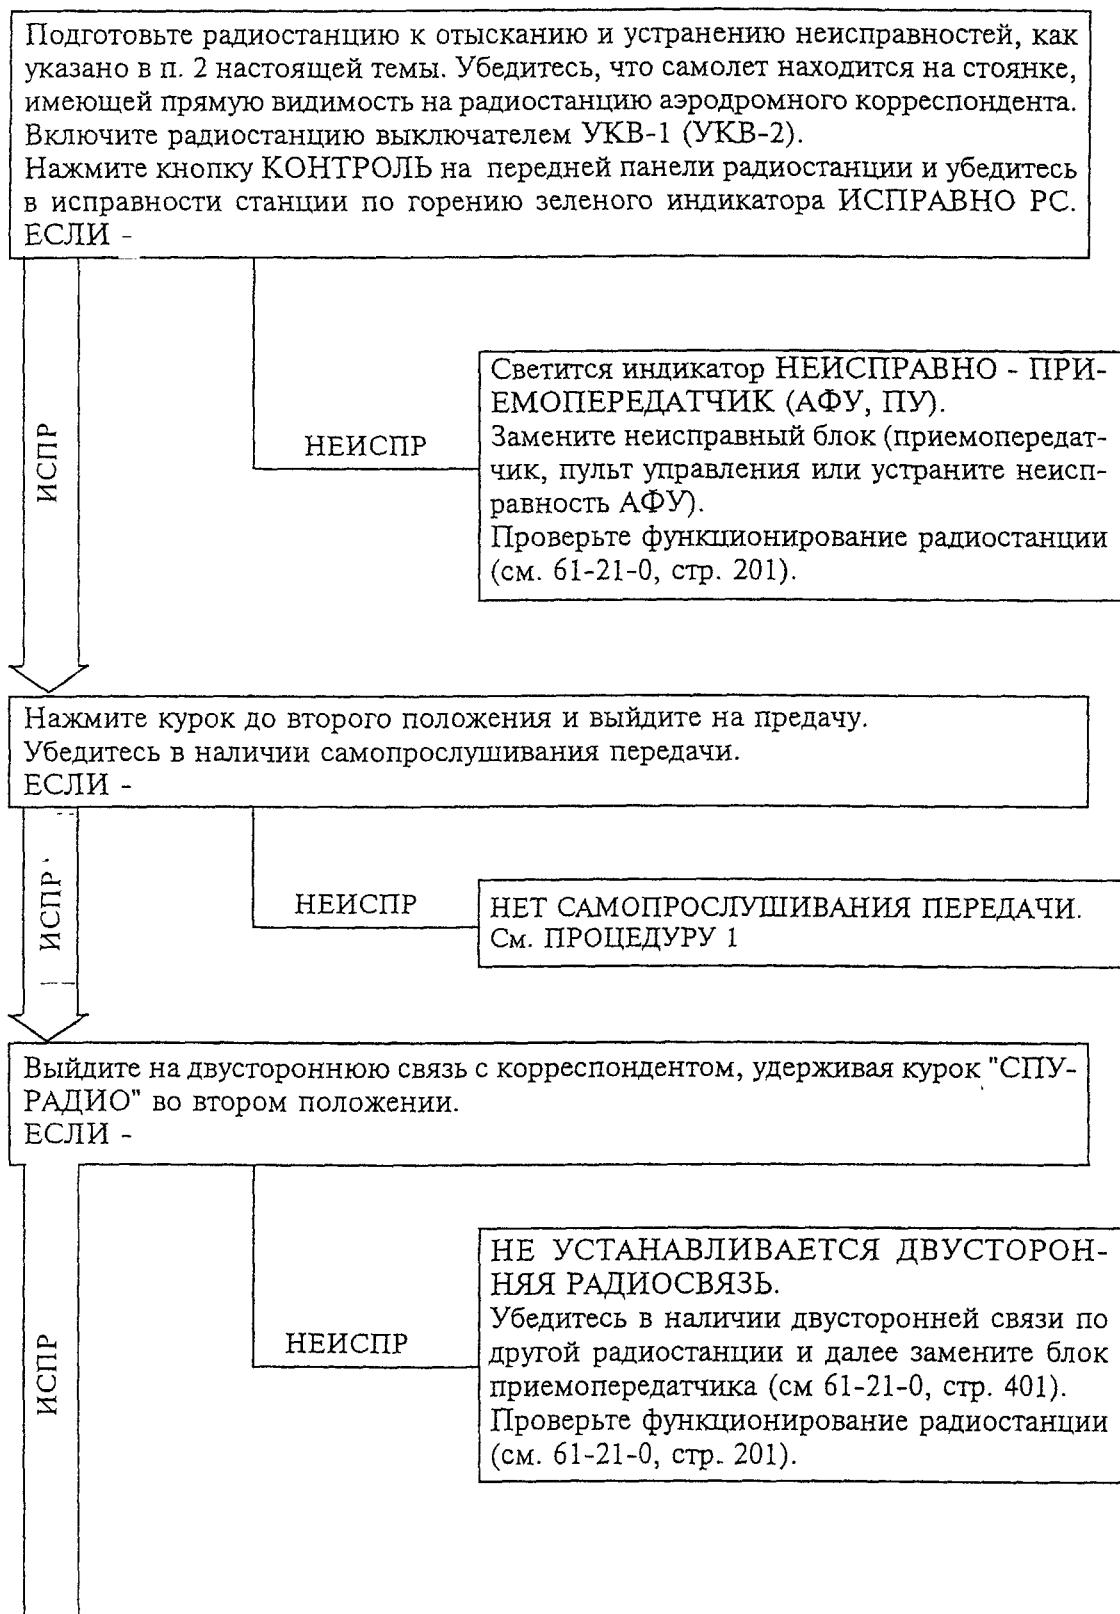 Подготовьте радиостанцию к отысканию и устранению неисправностей, как
указано в п. 2 настоящей темы. Убедитесь, что самолет находится на стоянке,
имеющей прямую видимость на радиостанцию аэродромного корреспондента.
Включите радиостанцию выключателем УКВ-1 (УКВ-2).
Нажмите кнопку КОНТРОЛЬ на передней панели радиостанции и убедитесь
в исправности станции по горению зеленого индикатора ИСПРАВНО РС.
ЕСЛИ -
ИСПР
НЕИСПР
Светится индикатор НЕИСПРАВНО - ПРИ-
ЕМОПЕРЕДАТЧИК (АФУ, ПУ).
Замените неисправный блок (приемопередат-
чик, пульт управления или устраните неис-
правность АФУ).
Проверьте функционирование радиостанции
(см. 61-21-0, стр. 201).
Нажмите курок до второго положения и выйдите на предачу.
Убедитесь в наличии самопрослушивания передачи.
ЕСЛИ -
ИСПР
НЕИСПР
НЕТ САМОПРОСЛУШИВАНИЯ ПЕРЕДАЧИ.
См. ПРОЦЕДУРУ 1
Выйдите на двустороннюю связь с корреспондентом, удерживая курок "СПУ-
РАДИО" во втором положении.
ЕСЛИ -
ИСПР
НЕИСПР
НЕ УСТАНАВЛИВАЕТСЯ ДВУСТОРОН-
НЯЯ РАДИОСВЯЗЬ.
Убедитесь в наличии двусторонней связи по
другой радиостанции и далее замените блок
приемопередатчика (см 61-21-0, стр. 401).
Проверьте функционирование радиостанции
(см. 61-21-0, стр. 201).